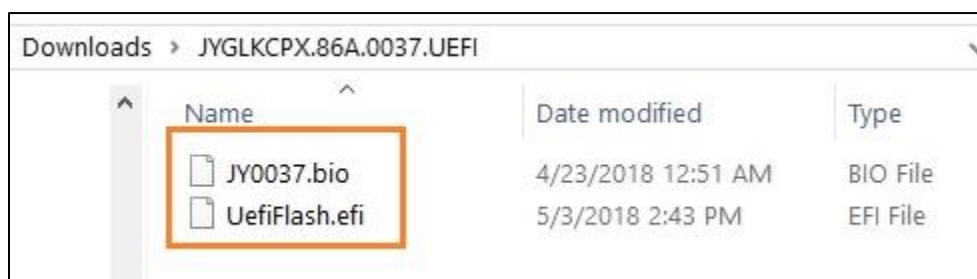 Downloads > JYGLKCPX.86A.0037.UEFI
Name Date modified Type
JY0037.bio 4/23/2018 12:51 AM BIO File
UefiFlash.efi 5/3/2018 2:43 PM EFI File